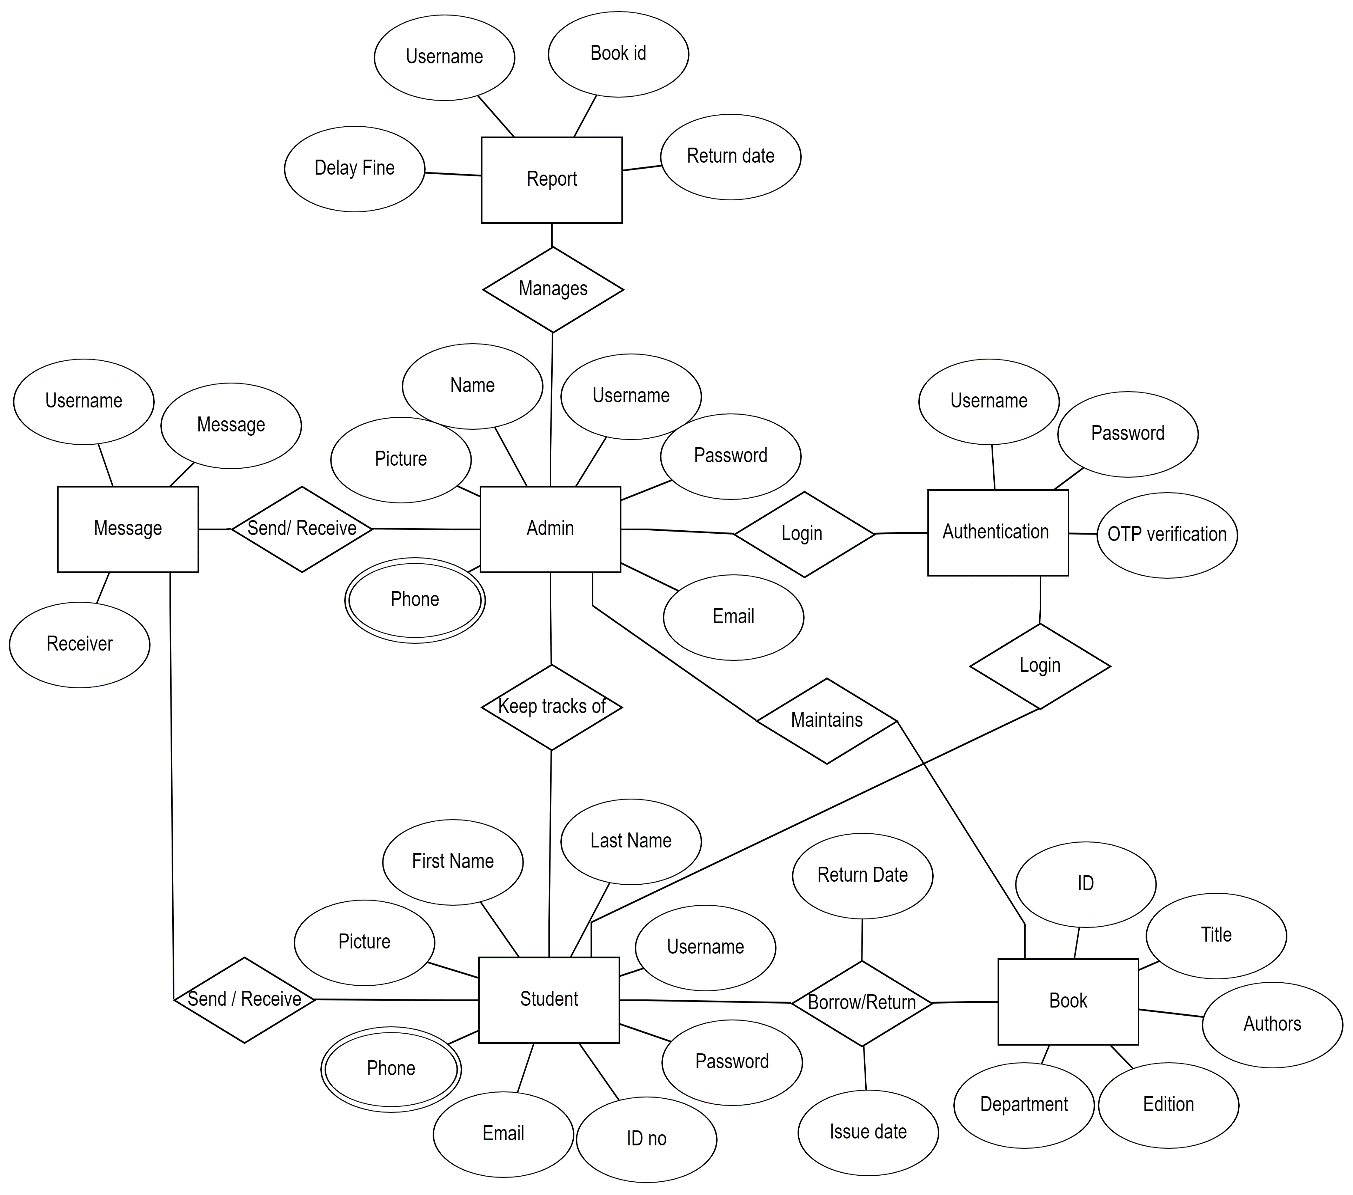 Username
Book id
Delay Fine
Report
Return date
Manages
Username
Message
Name
Username
Picture
Password
Username
Password
Message
Send/ Receive
Admin
Login
Authentication
OTP verification
Receiver
Phone
Email
Login
Keep tracks of
Maintains
First Name
Last Name
Return Date
ID
Picture
Username
Title
Send / Receive
Student
Borrow/Return
Book
Authors
Phone
Password
Department
Edition
Email
ID no
Issue date